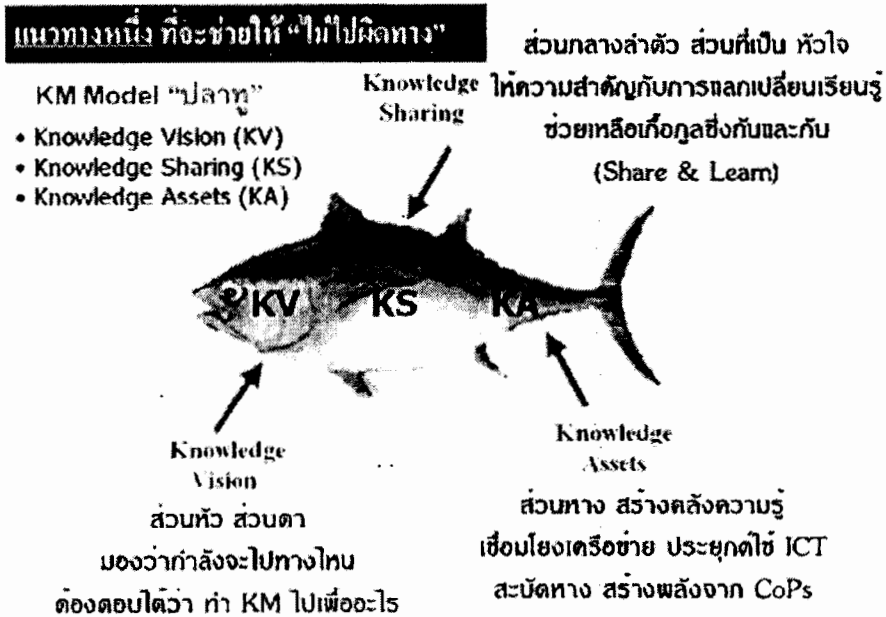 แนวทางหนึ่ง ที่จะช่วยให้ “ไม่ไปผิดทาง”
KM Model “ปลาทู”
• Knowledge Vision (KV)
• Knowledge Sharing (KS)
• Knowledge Assets (KA)
Knowledge
Sharing
ส่วนกลางลำตัว ส่วนที่เป็น หัวใจ
ให้ความสำคัญกับการแลกเปลี่ยนเรียนรู้
ช่วยเหลือเกื้อกูลซึ่งกันและกัน
(Share & Learn)
KV KS KA
Knowledge
Vision
ส่วนหัว ส่วนตา
มองว่ากำลังจะไปทางไหน
ต้องตอบได้ว่า ทำ KM ไปเพื่ออะไร
Knowledge
Assets
ส่วนหาง สร้างคลังความรู้
เชื่อมโยงเครือข่าย ประยุกต์ใช้ ICT
สะบัดหาง สร้างพลังจาก CoPs